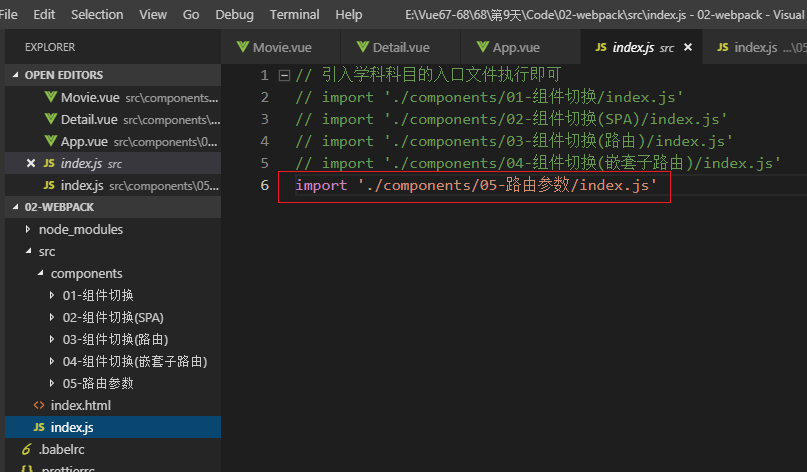 File Edit Selection View Go Debug Terminal Help E:\Vue67-68\68\第9天\Code\02-webpack\src\index.js - 02-webpack - Visual
EXPLORER
Movie.vue Detail.vue App.vue index.js src × index.js ...\05
OPEN EDITORS
Movie.vue src\components...
Detail.vue src\components\...
App.vue src\components\0...
× index.js src
index.js src\components\05...
02-WEBPACK
node_modules
src
components
01-组件切换
02-组件切换(SPA)
03-组件切换(路由)
04-组件切换(嵌套子路由)
05-路由参数
index.html
index.js
.babelrc
.prettierrc
1 // 引入学科科目的入口文件执行即可
2 // import './components/01-组件切换/index.js'
3 // import './components/02-组件切换(SPA)/index.js'
4 // import './components/03-组件切换(路由)/index.js'
5 // import './components/04-组件切换(嵌套子路由)/index.js'
6 import './components/05-路由参数/index.js'